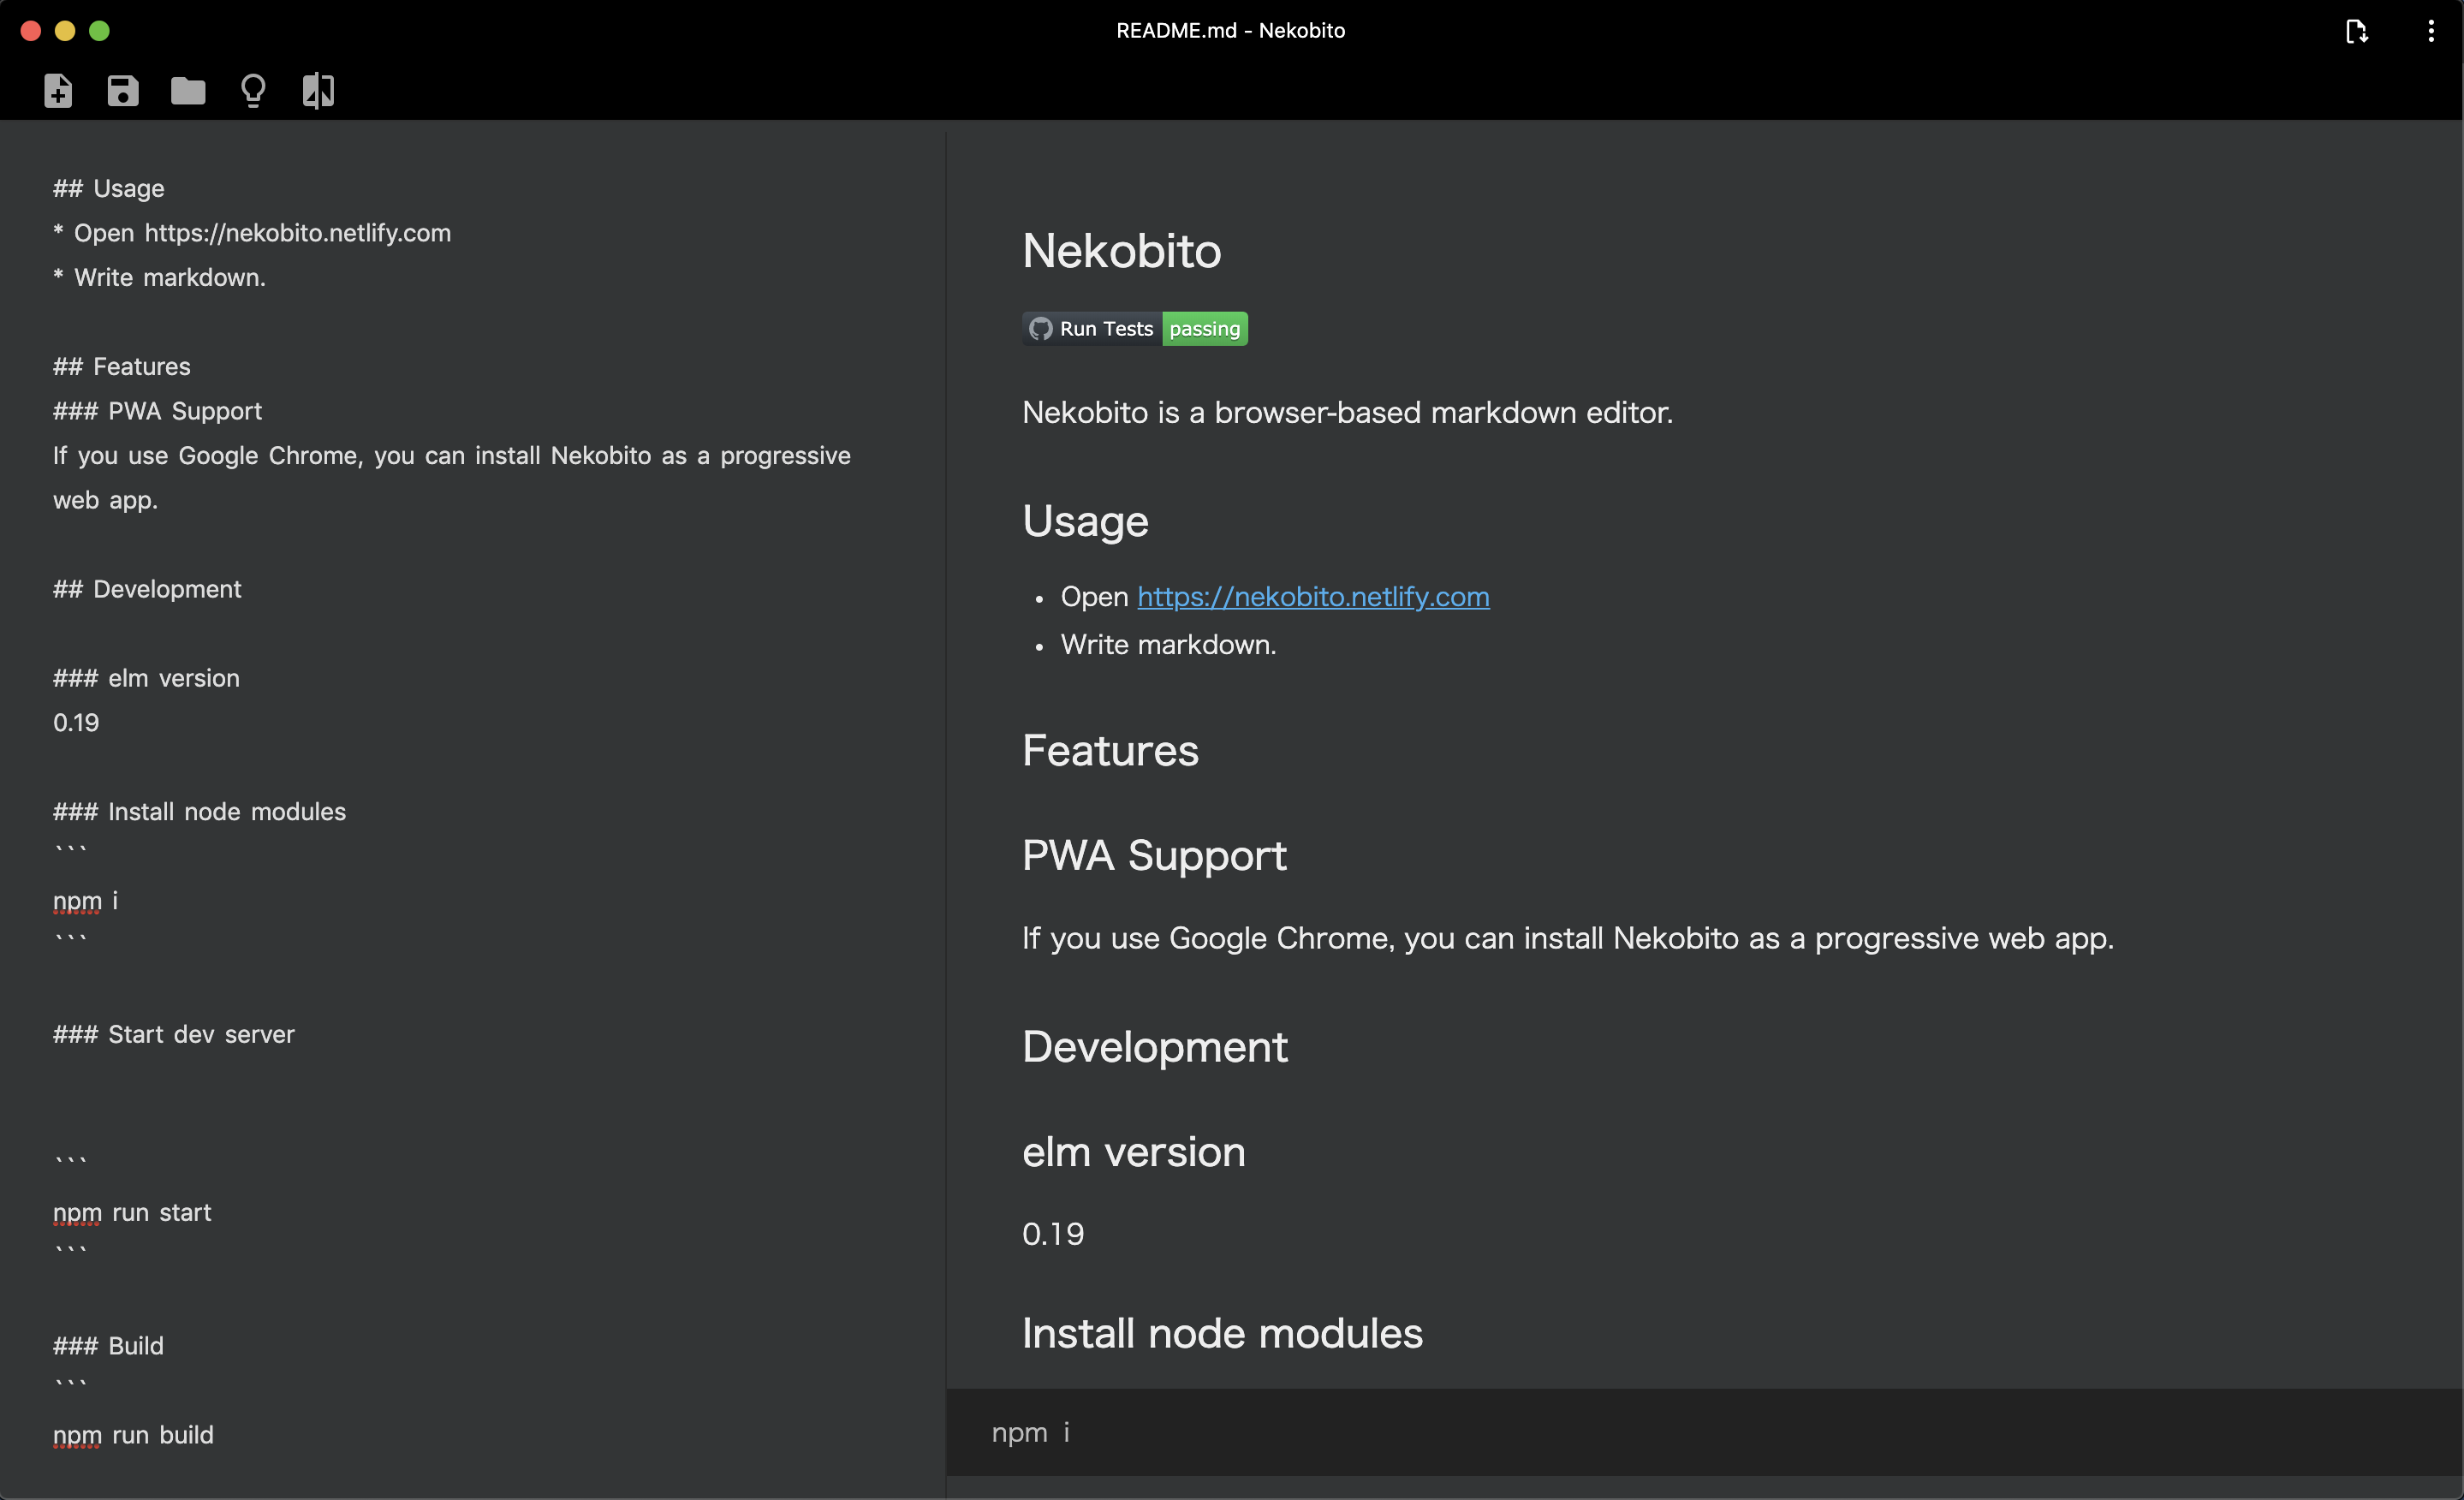 README.md - Nekobito
## Usage
* Open https://nekobito.netlify.com
* Write markdown.
## Features
### PWA Support
If you use Google Chrome, you can install Nekobito as a progressive
web app.
## Development
### elm version
0.19
### Install node modules
```
npm i
```
### Start dev server
```
npm run start
```
### Build
```
npm run build
Nekobito
Run Tests passing
Nekobito is a browser-based markdown editor.
Usage
• Open https://nekobito.netlify.com
• Write markdown.
Features
PWA Support
If you use Google Chrome, you can install Nekobito as a progressive web app.
Development
elm version
0.19
Install node modules
npm i